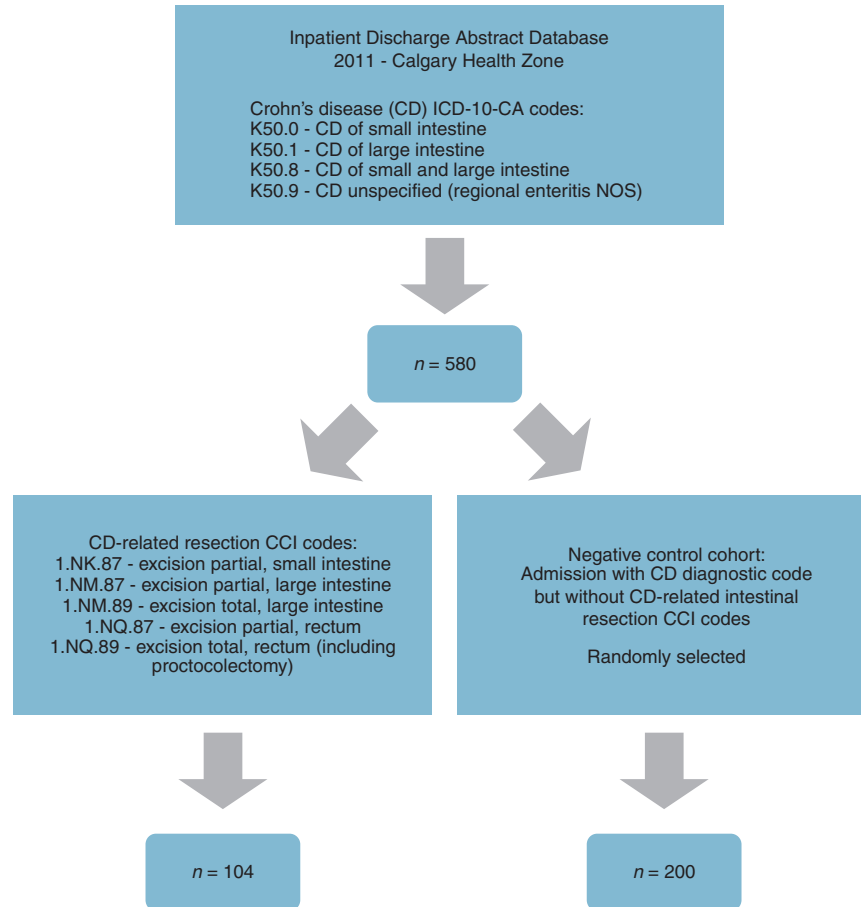 Inpatient Discharge Abstract Database
2011 - Calgary Health Zone
Crohn's disease (CD) ICD-10-CA codes:
K50.0 - CD of small intestine
K50.1 - CD of large intestine
K50.8 - CD of small and large intestine
K50.9 - CD unspecified (regional enteritis NOS)
n = 580
CD-related resection CCI codes:
1.NK.87 - excision partial, small intestine
1.NM.87 - excision partial, large intestine
1.NM.89 - excision total, large intestine
1.NQ.87 - excision partial, rectum
1.NQ.89 - excision total, rectum (including
proctocolectomy)
Negative control cohort:
Admission with CD diagnostic code
but without CD-related intestinal
resection CCI codes
Randomly selected
n = 104
n = 200